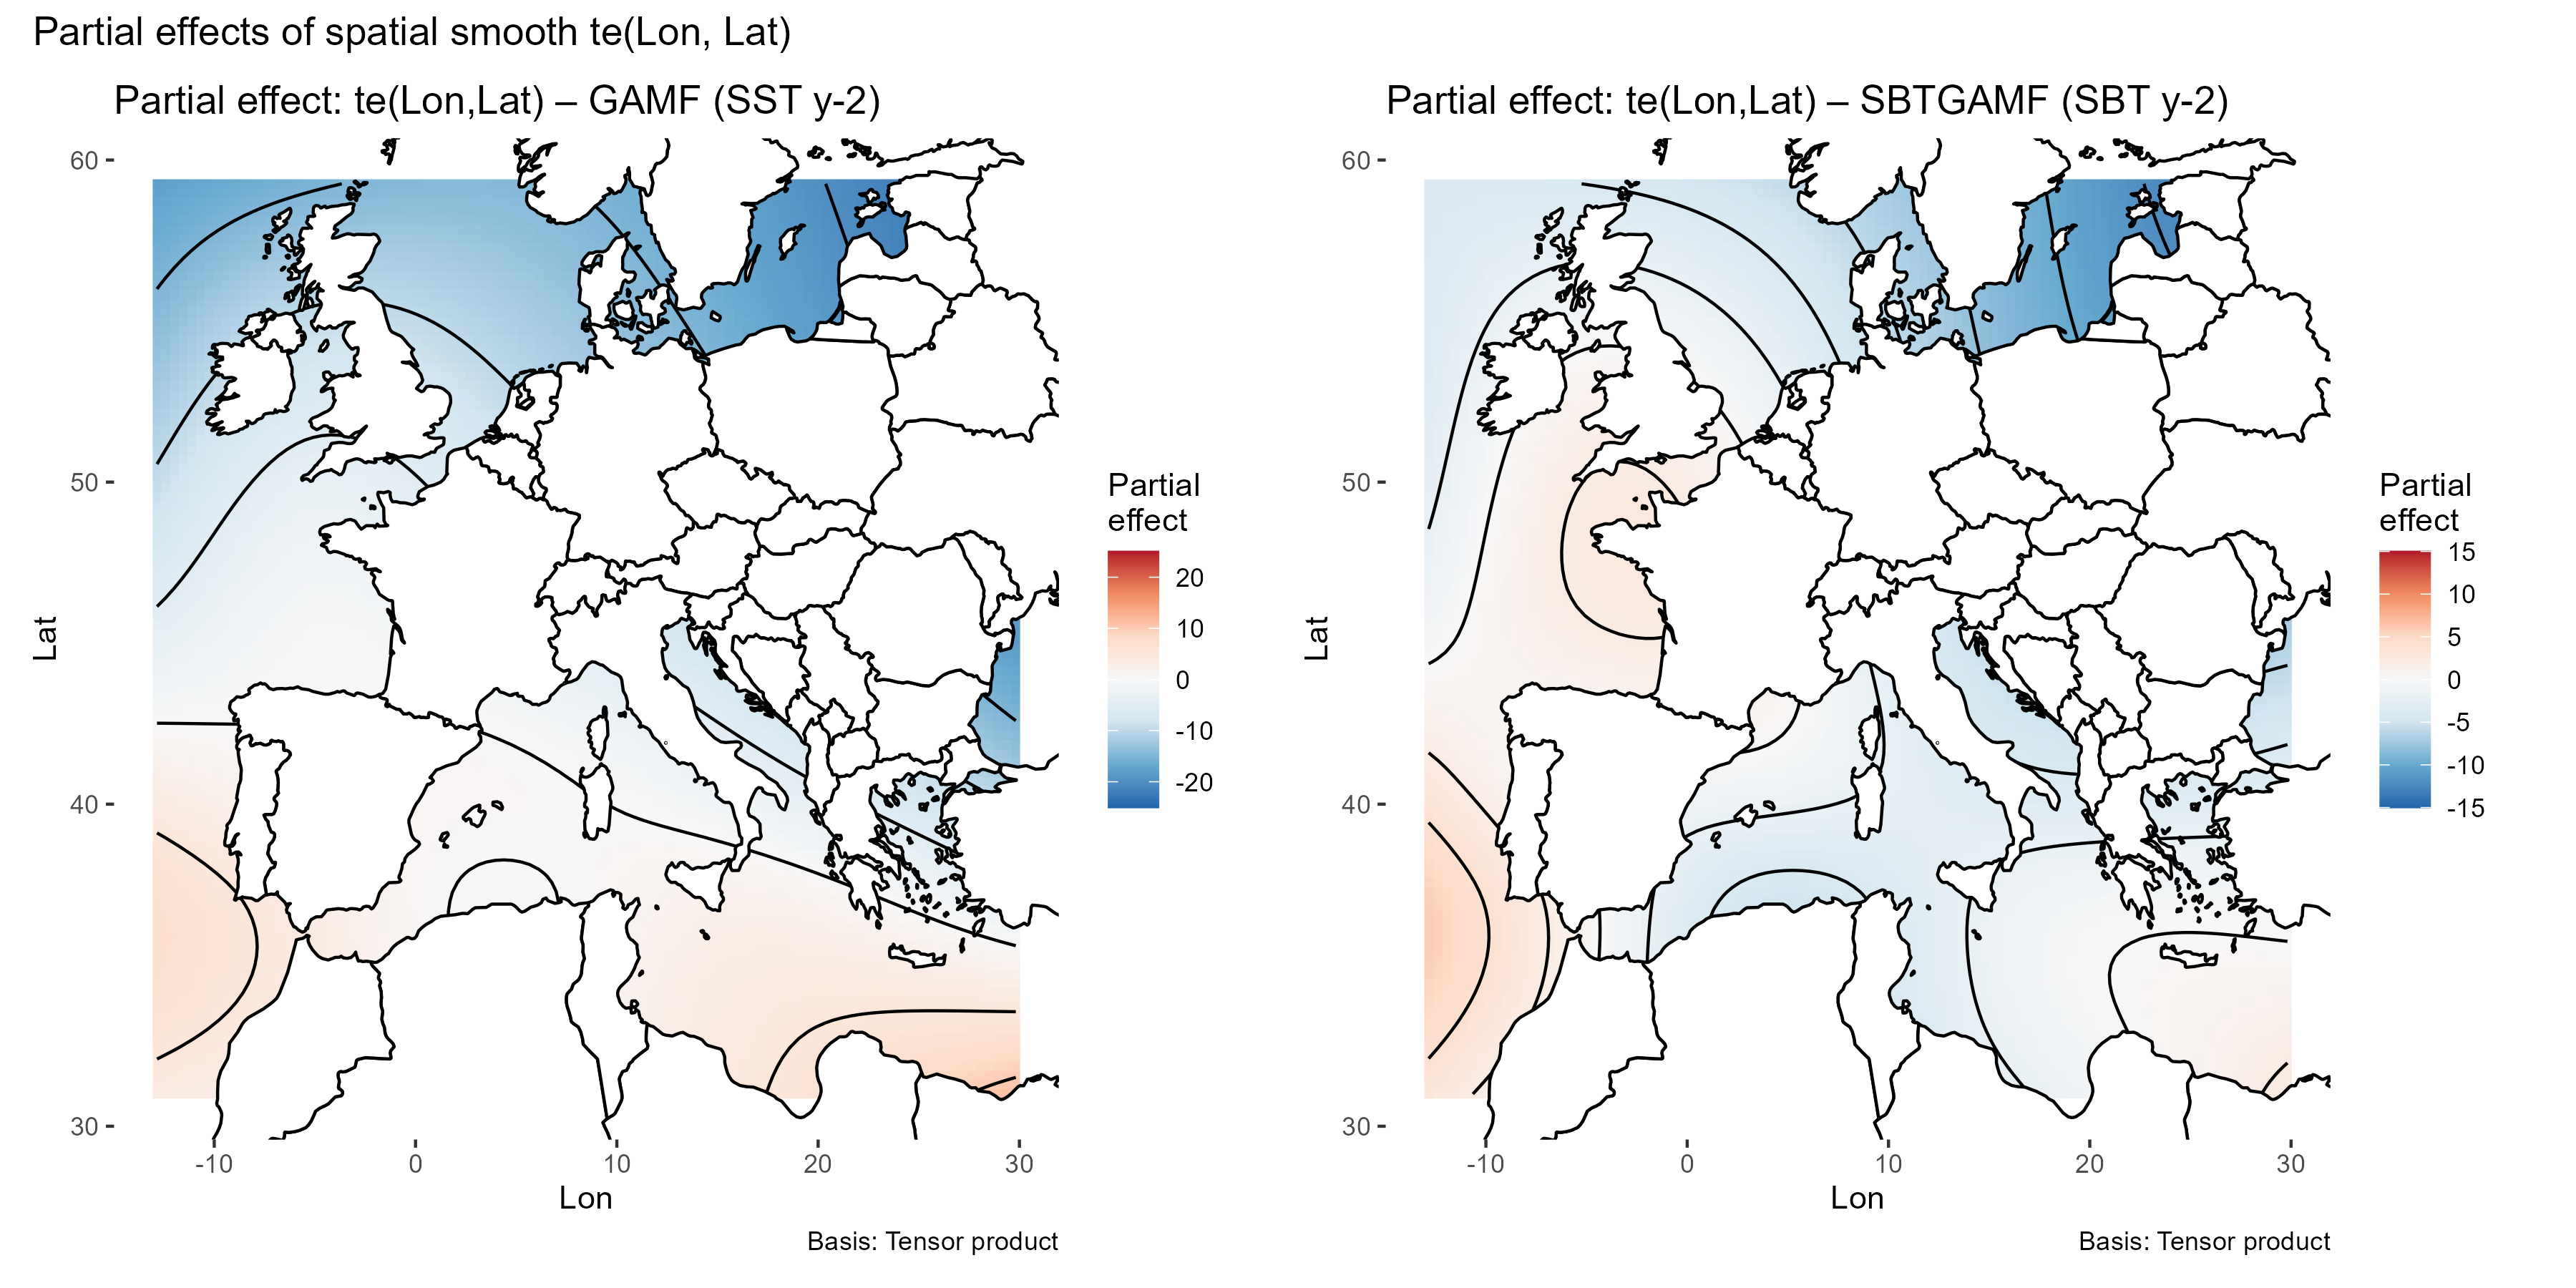 Partial effects of spatial smooth te(Lon, Lat)
Partial effect: te(Lon,Lat) – GAMF (SST y-2)
60
50
40
30
Lat
-10 0 10 20 30
Lon
Basis: Tensor product
Partial
effect
20
10
0
-10
-20
Partial effect: te(Lon,Lat) – SBTGAMF (SBT y-2)
60
50
40
30
Lat
-10 0 10 20 30
Lon
Basis: Tensor product
Partial
effect
15
10
5
0
-5
-10
-15